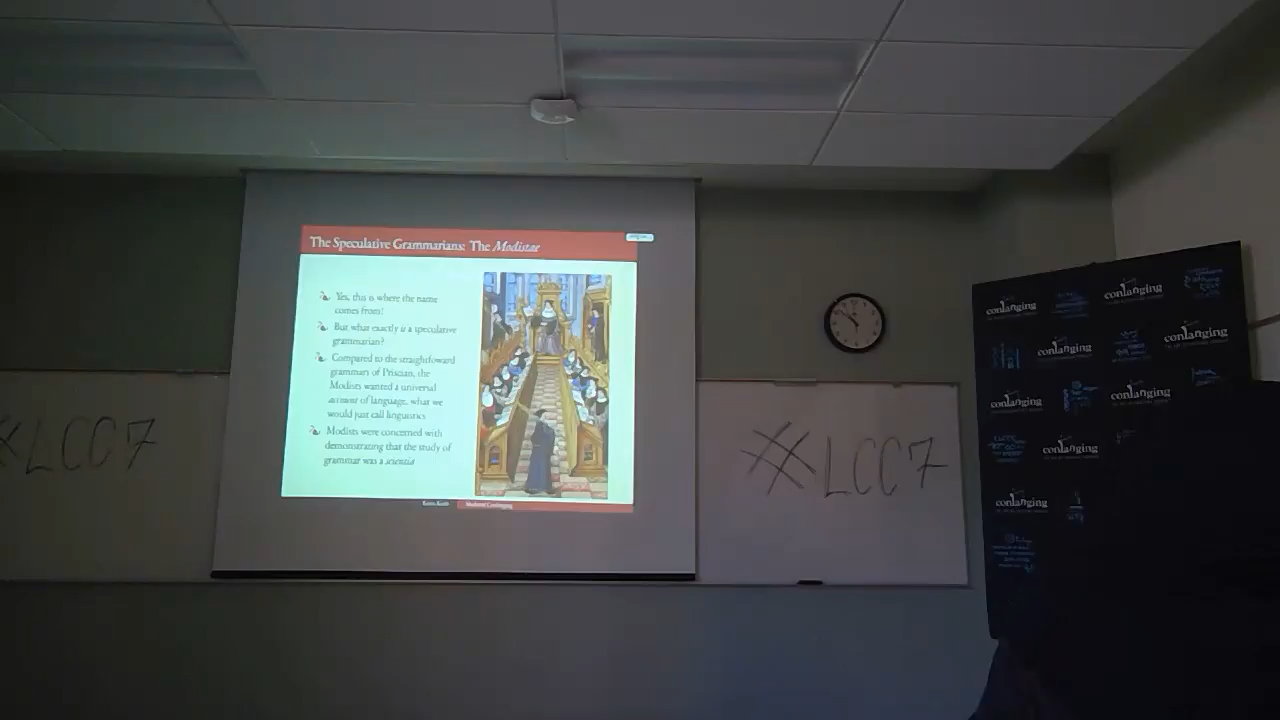 The Speculative Grammarians: The Modistae
Yes, this is where the name
comes from!
But what exactly is a speculative
grammarian?
Compared to the straightfoward
grammars of Priscian, the
Modists wanted a universal
account of language, what we
would just call linguistics
Modists were concerned with
demonstrating that the study of
grammar was a scientia
Medieval Conlanging
LCC7
LCC7
conlanging
conlanging
conlanging
conlanging
conlanging
conlanging
conlanging
conlanging